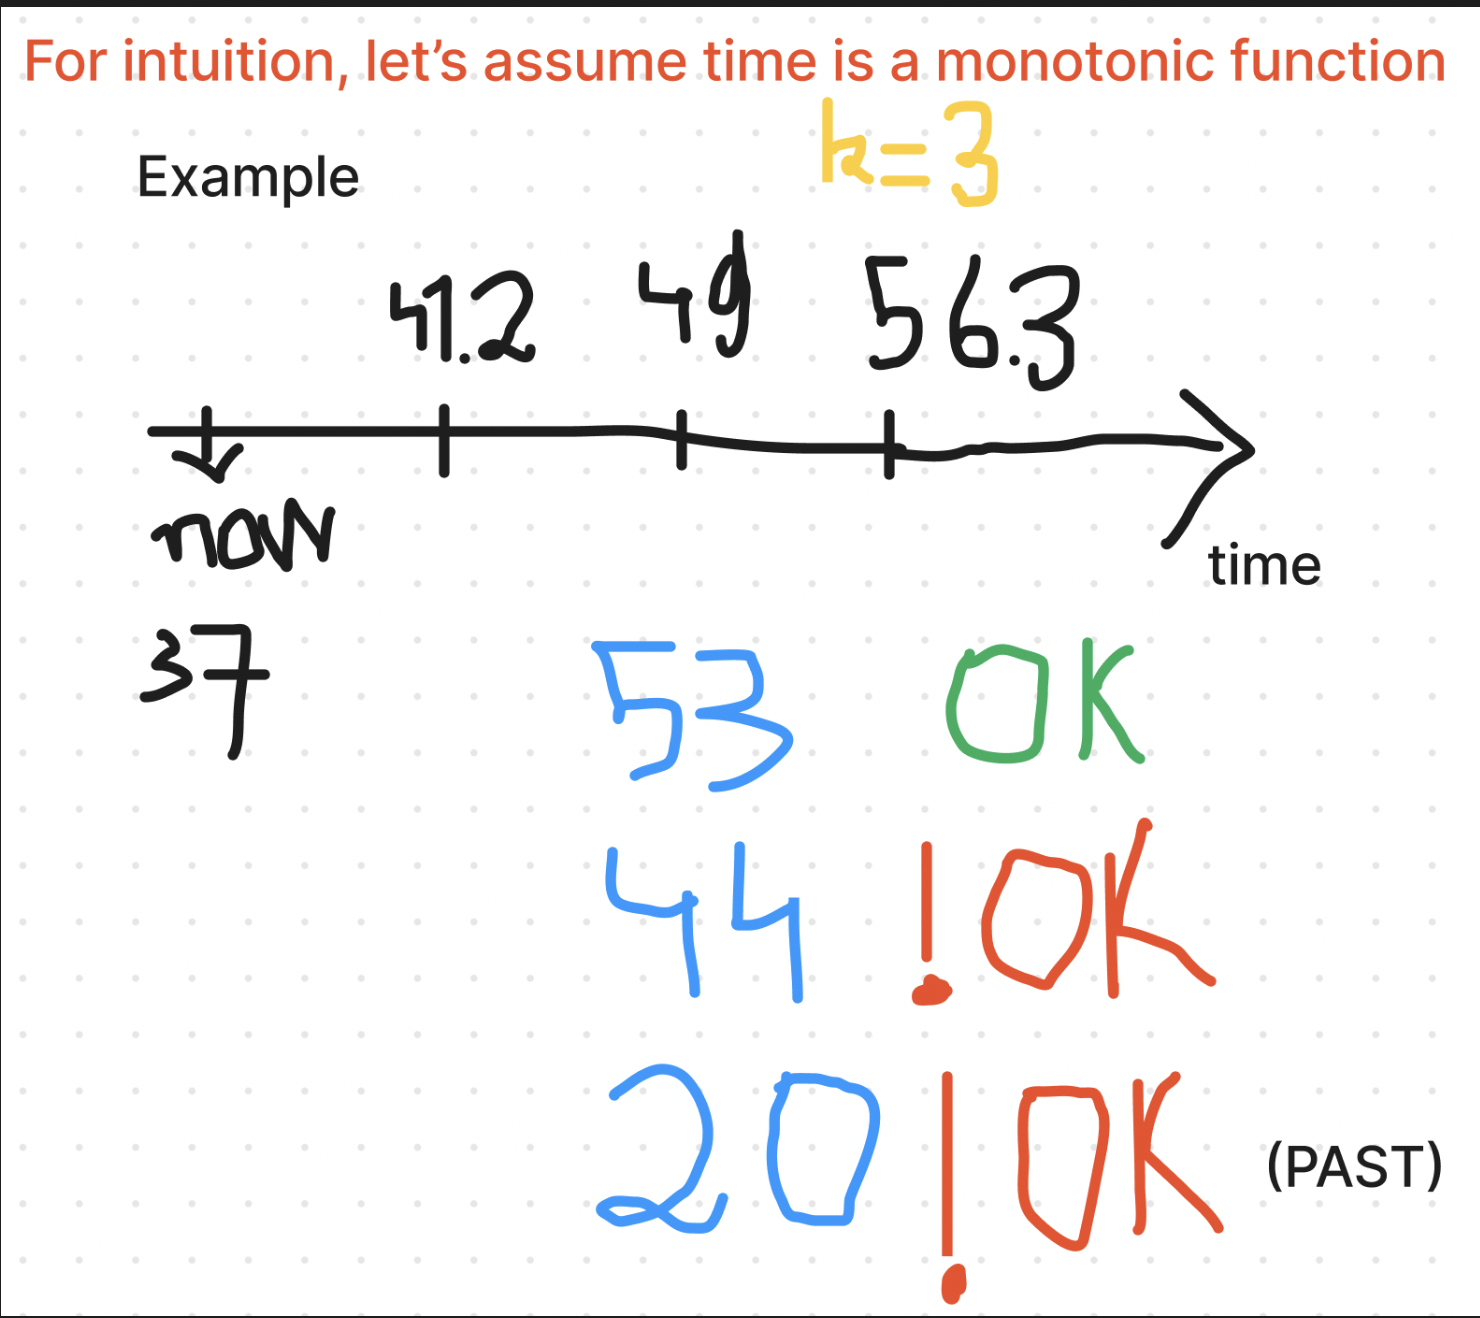 For intuition, let's assume time is a monotonic function
k=3
Example
41.2 49 56.3
now
time
37
53 OK
44 !OK
20 !OK (PAST)